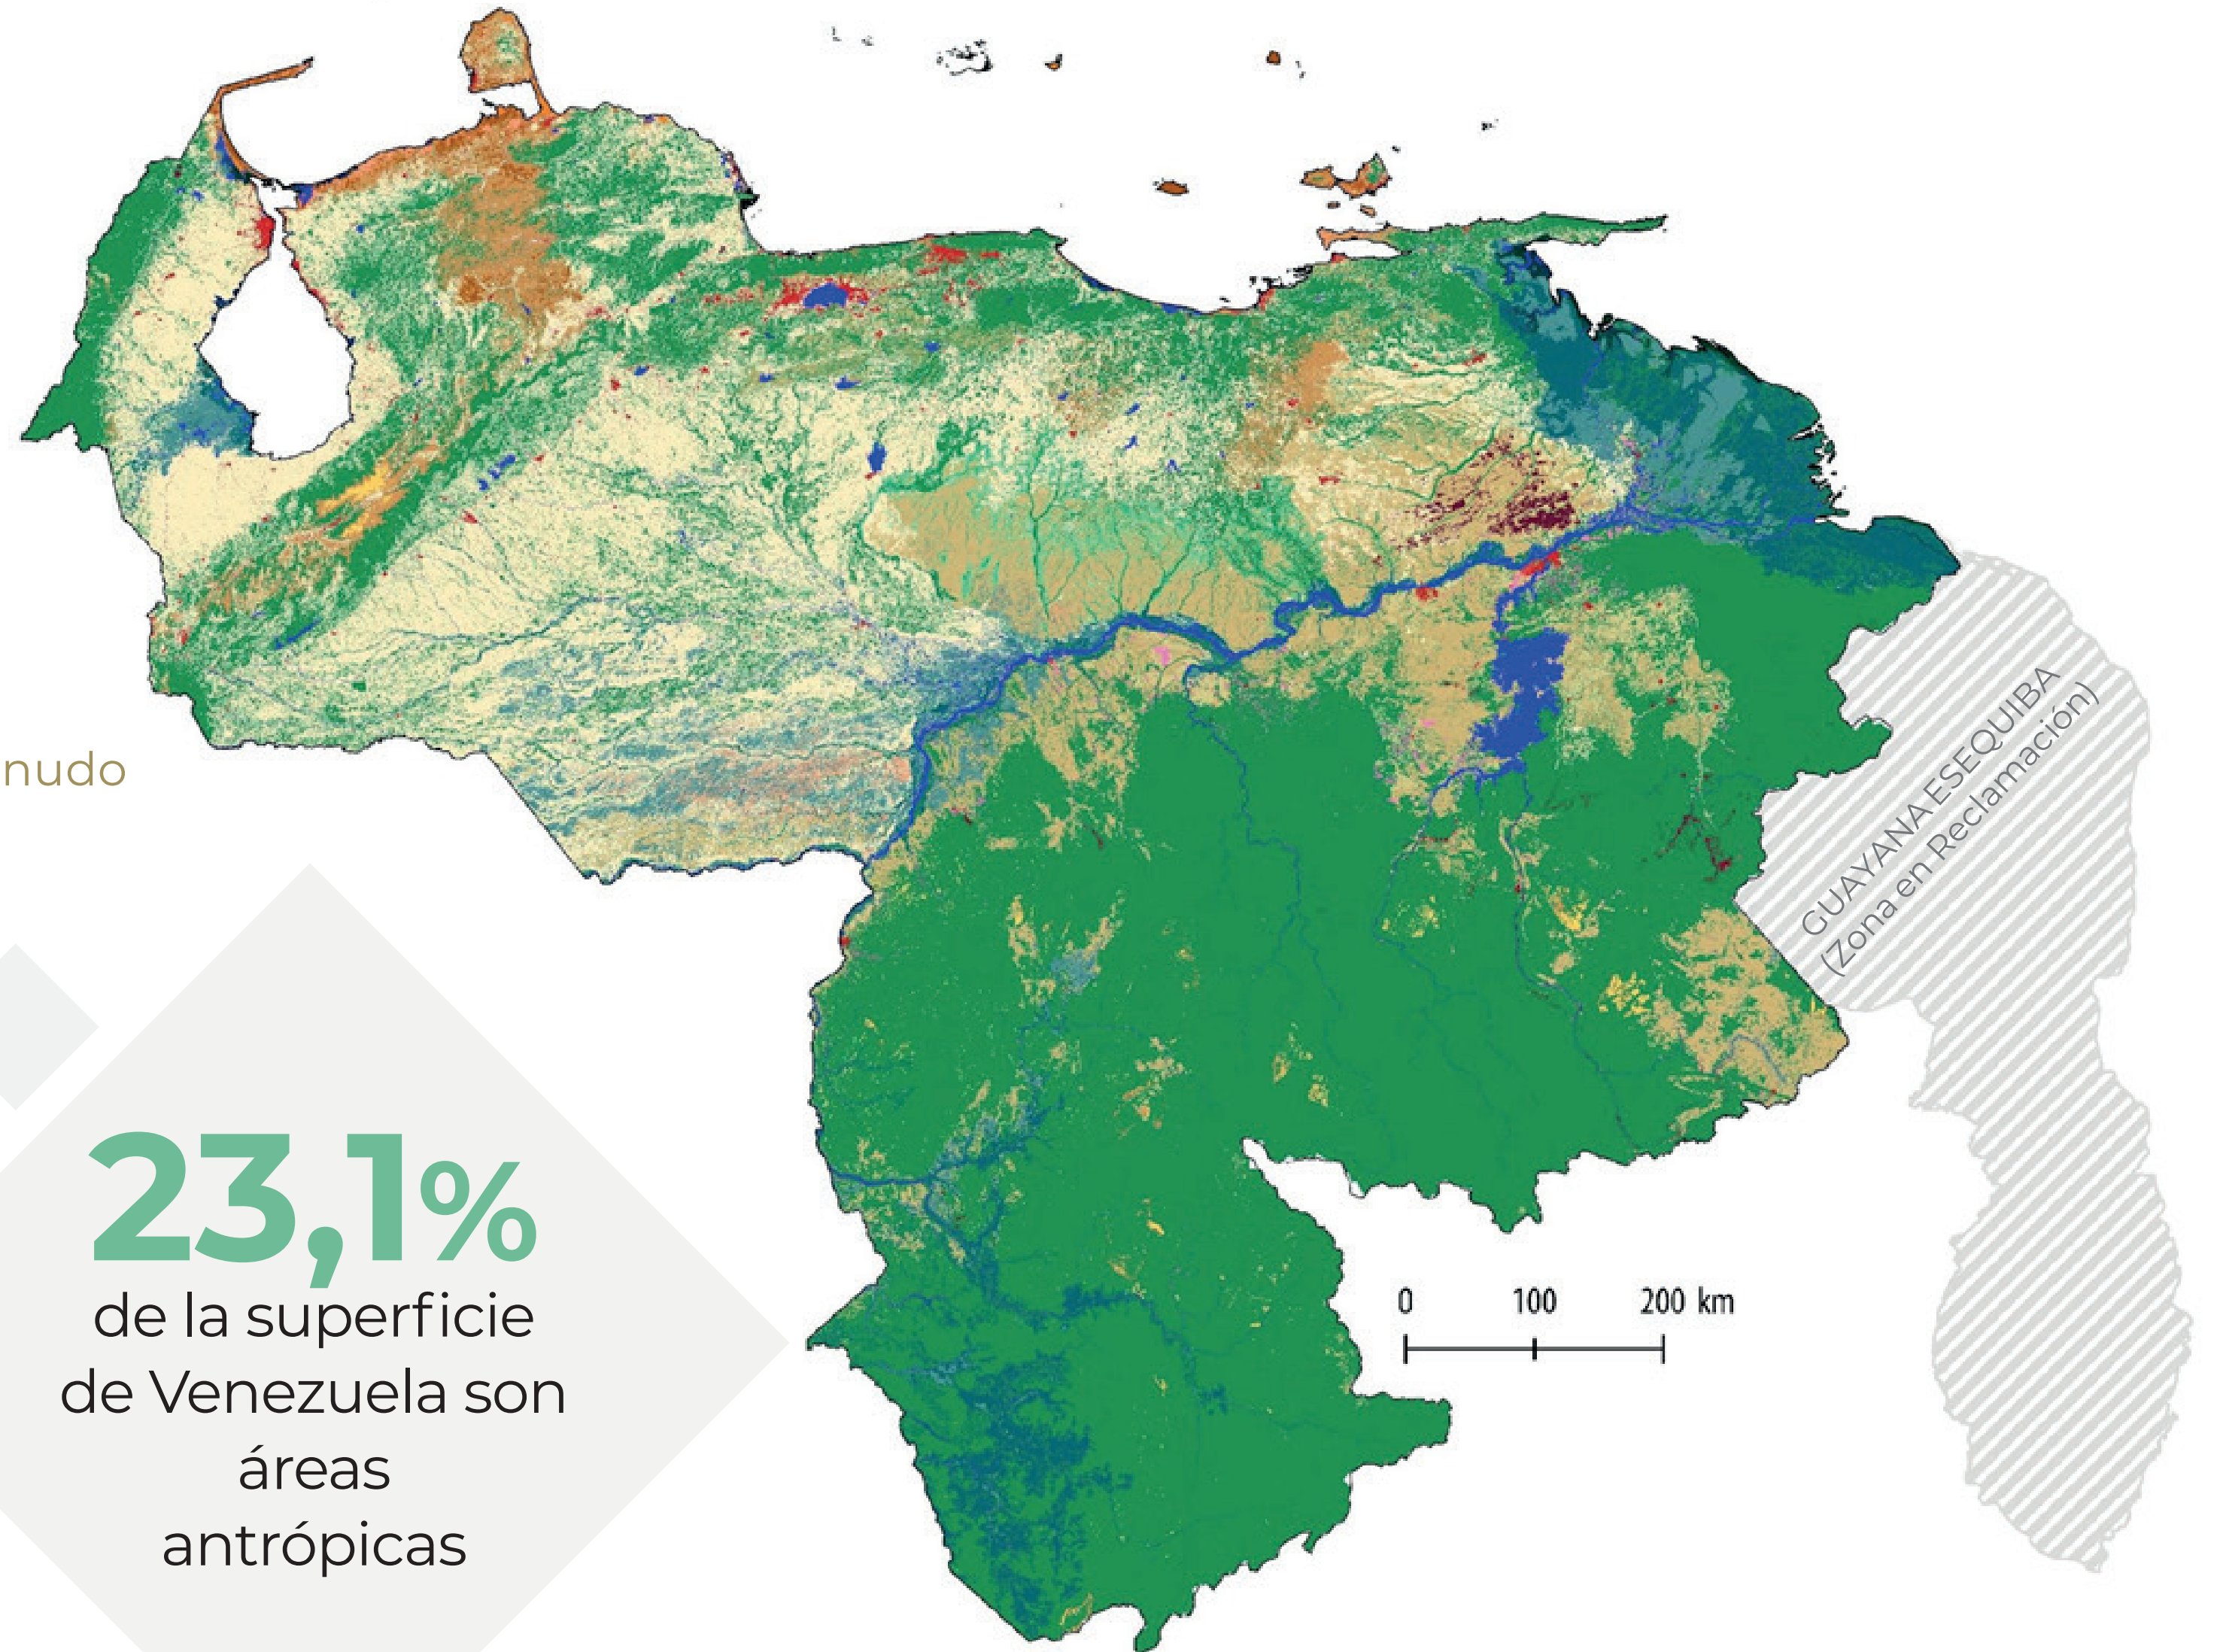 nudo
GUAYANA ESEQUIBA
(Zona en Reclamación)
23,1%
de la superficie
de Venezuela son
áreas
antrópicas
0 100 200 km